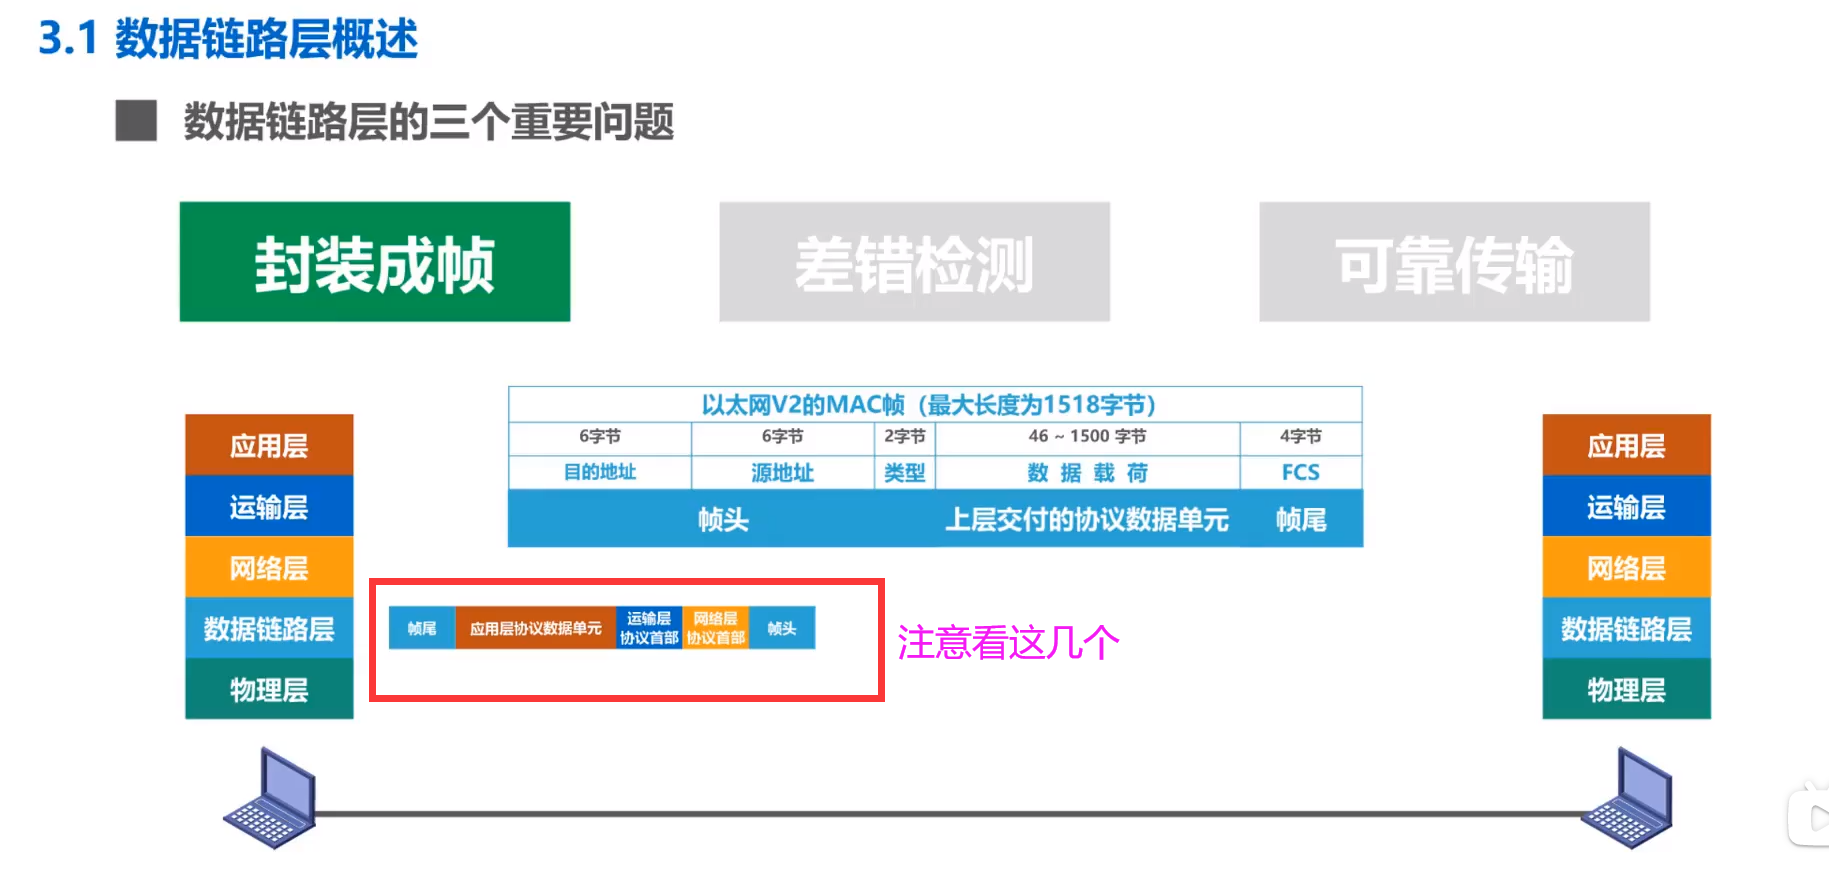 3.1 数据链路层概述
数据链路层的三个重要问题
封装成帧
差错检测
可靠传输
以太网V2的MAC帧（最大长度为1518字节）
6字节 6字节 2字节 46 ~ 1500 字节 4字节
目的地址 源地址 类型 数 据 载 荷 FCS
帧头 上层交付的协议数据单元 帧尾
应用层
运输层
网络层
数据链路层
物理层
帧尾
应用层协议数据单元
运输层
协议首部
网络层
协议首部
帧头
注意看这几个
应用层
运输层
网络层
数据链路层
物理层